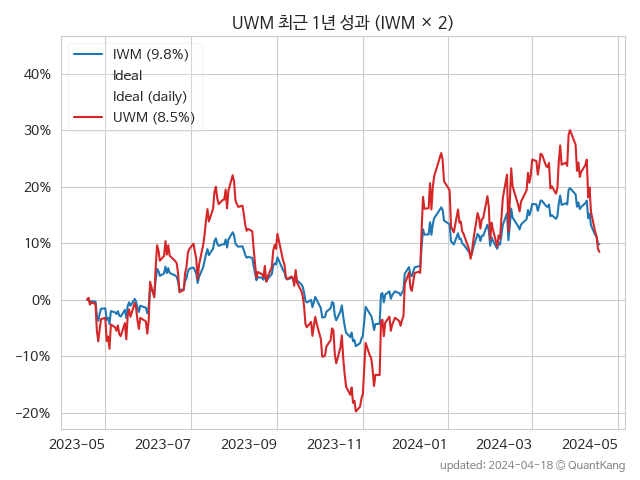 UWM 최근 1년 성과 (IWM × 2)
IWM (9.8%)
Ideal
Ideal (daily)
UWM (8.5%)
40%
30%
20%
10%
0%
−10%
−20%
2023−05 2023−07 2023−09 2023−11 2024−01 2024−03 2024−05
updated: 2024−04−18 © QuantKang